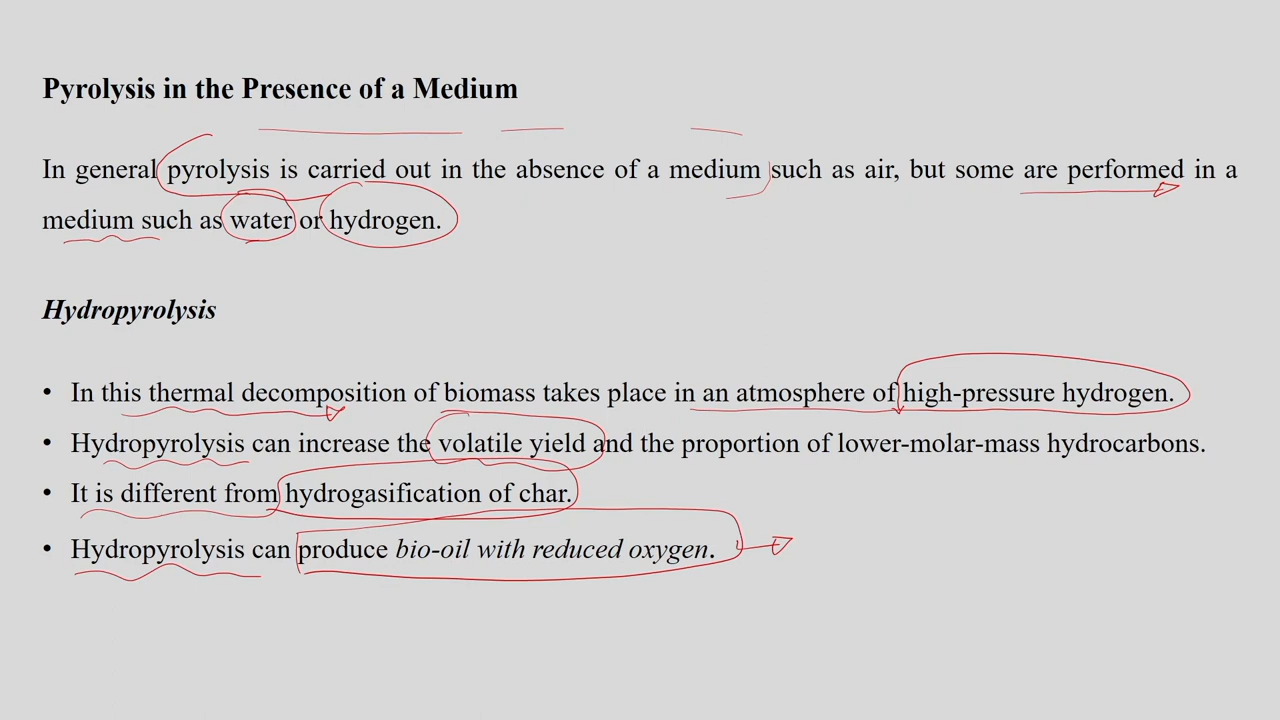 Pyrolysis in the Presence of a Medium
In general pyrolysis is carried out in the absence of a medium such as air, but some are performed in a
medium such as water or hydrogen.
Hydropyrolysis
• In this thermal decomposition of biomass takes place in an atmosphere of high-pressure hydrogen.
• Hydropyrolysis can increase the volatile yield and the proportion of lower-molar-mass hydrocarbons.
• It is different from hydrogasification of char.
• Hydropyrolysis can produce bio-oil with reduced oxygen.